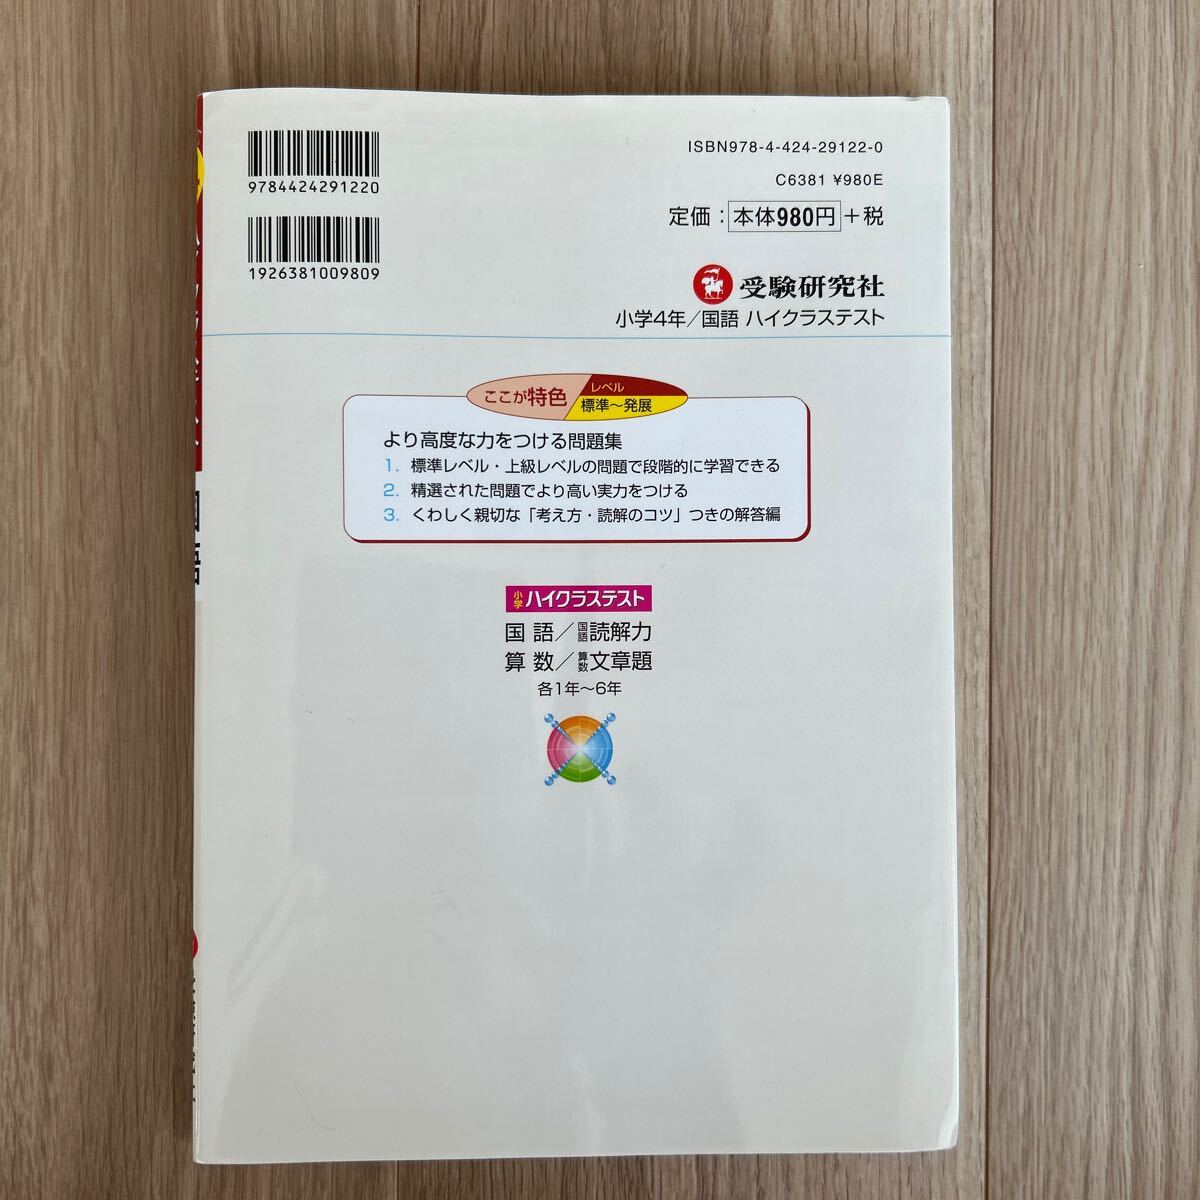 9784424291220
1926381009809
ISBN978-4-424-29122-0
C6381 ¥980E
定価：本体980円＋税
受験研究社
小学4年／国語 ハイクラステスト
ここが特色
レベル
標準〜発展
より高度な力をつける問題集
1. 標準レベル・上級レベルの問題で段階的に学習できる
2. 精選された問題でより高い実力をつける
3. くわしく親切な「考え方・読解のコツ」つきの解答編
小学 ハイクラステスト
国語／国語読解力
算数／算数文章題
各1年〜6年
国語